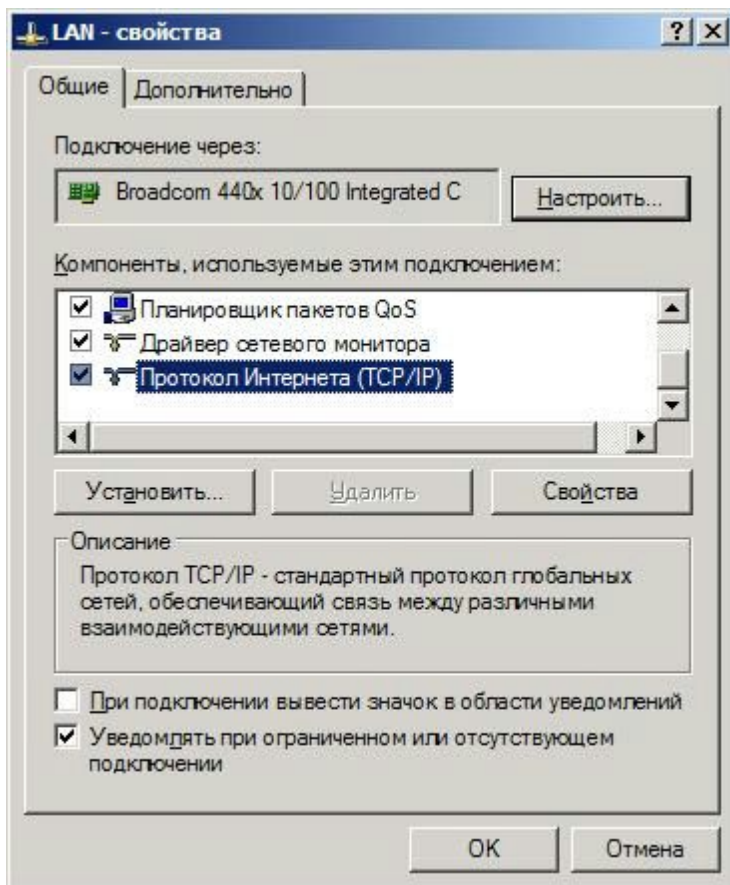 LAN - свойства
Общие
Дополнительно
Подключение через:
Broadcom 440x 10/100 Integrated C
Настроить...
Компоненты, используемые этим подключением:
Планировщик пакетов QoS
Драйвер сетевого монитора
Протокол Интернета (TCP/IP)
Установить...
Удалить
Свойства
Описание
Протокол TCP/IP - стандартный протокол глобальных
сетей, обеспечивающий связь между различными
взаимодействующими сетями.
При подключении вывести значок в области уведомлений
Уведомлять при ограниченном или отсутствующем
подключении
OK
Отмена